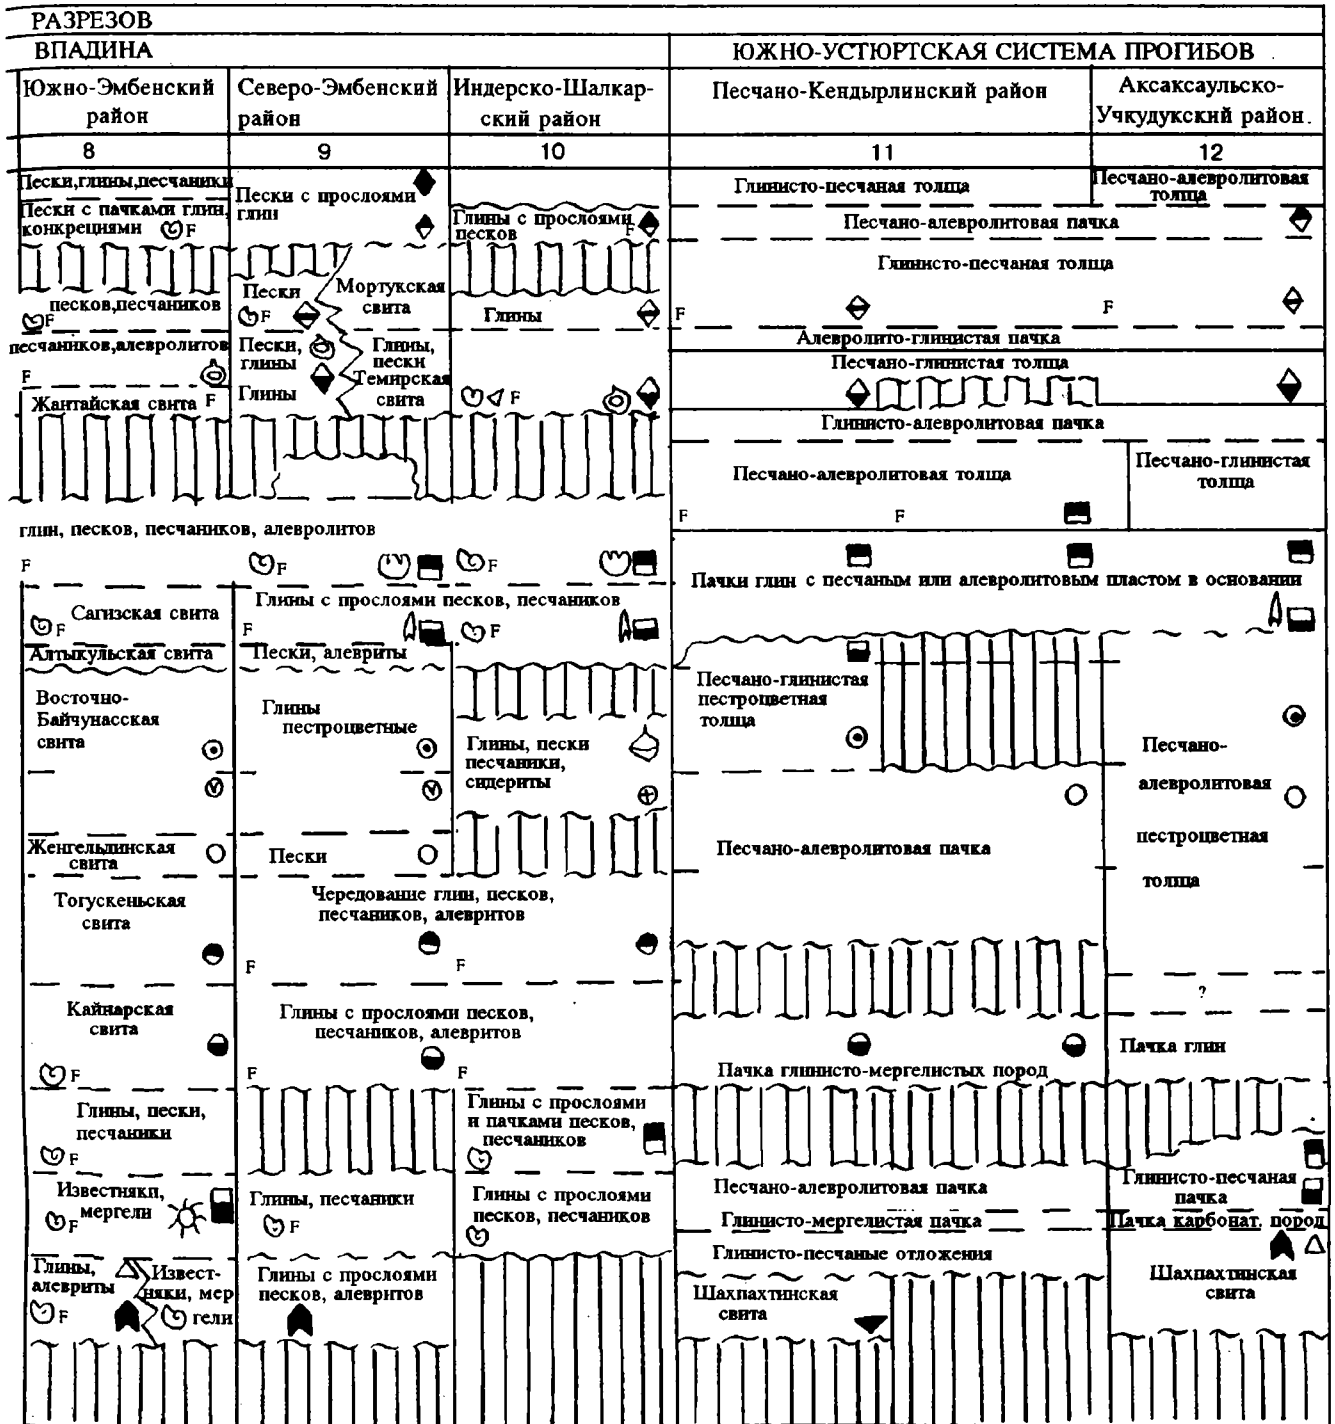 РАЗРЕЗОВ
ВПАДИНА
ЮЖНО-УСТЮРТСКАЯ СИСТЕМА ПРОГИБОВ
Южно-Эмбенский
район
Северо-Эмбенский
район
Индерско-Шалкар-
ский район
Песчано-Кендырлинский район
Аксаксаульско-
Учкудукский район.
8
9
10
11
12
Пески,глины,песчаники
Пески с пачками глин,
конкрециями F
песков,песчаников
F
песчаников,алевролитов
F
Жантайская свита F
глин, песков, песчаников, алевролитов
F
Сагизская свита
F
Алтыкульская свита
Восточно-
Байчунасская
свита
Женгельдинская
свита
Тогускеньская
свита
Кайнарская
свита
F
Глины, пески,
песчаники
F
Известняки,
мергели
F
Глины,
алевриты
F
Извест-
няки, мер
гели
Пески с прослоями
глин
Пески
F
Мортукская
свита
Пески,
глины
Глины
Глины,
пески
Темирская
свита
F
F
Глины с прослоями песков, песчаников
F
F
Пески, алевриты
Глины
пестроцветные
Пески
Чередование глин, песков,
песчаников, алевритов
F
F
Глины с прослоями песков,
песчаников, алевритов
F
F
Глины, песчаники
F
Глины с прослоями
песков, алевритов
Глины с прослоями
песков
F
Глины
F
Глины, пески
песчаники,
сидериты
Глины с прослоями
и пачками песков,
песчаников
Глины с прослоями
песков, песчаников
Глинисто-песчаная толща
Песчано-алевролитовая
толща
Песчано-алевролитовая пачка
Глинисто-песчаная толща
F
F
Алевролито-глинистая пачка
Песчано-глинистая толща
Глинисто-алевролитовая пачка
Песчано-алевролитовая толща
F
F
Песчано-глинистая
толща
Пачки глин с песчаным или алевролитовым пластом в основании
Песчано-глинистая
пестроцветная
толща
Песчано-алевролитовая пачка
Песчано-
алевролитовая
пестроцветная
толща
?
Пачка глин
Пачка глинисто-мергелистых пород
Песчано-алевролитовая пачка
Глинисто-мергелистая пачка
Глинисто-песчаные отложения
Шахпахтинская
свита
Глинисто-песчаная
пачка
Пачка карбонат. пород
Шахпахтинская
свита